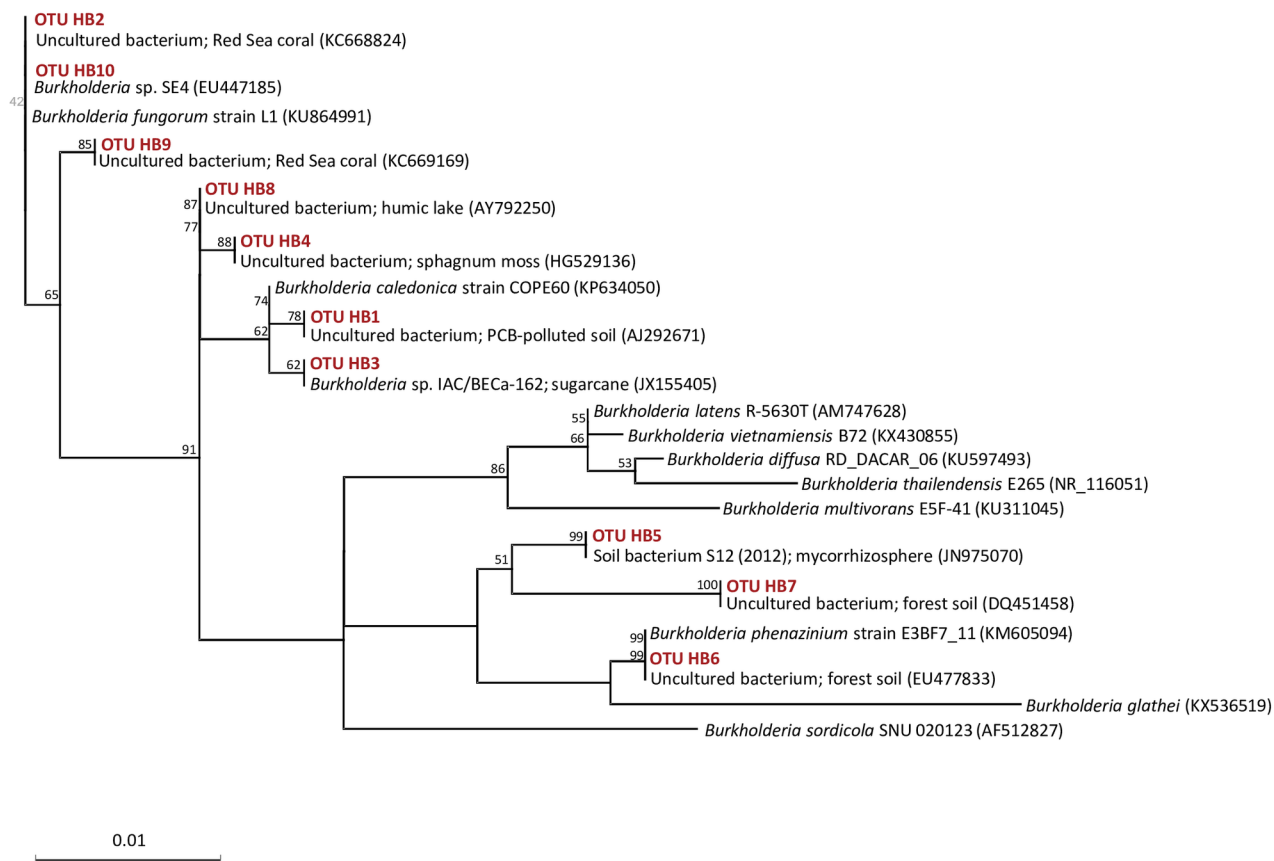 OTU HB2
Uncultured bacterium; Red Sea coral (KC668824)
OTU HB10
Burkholderia sp. SE4 (EU447185)
42
Burkholderia fungorum strain L1 (KU864991)
85 OTU HB9
Uncultured bacterium; Red Sea coral (KC669169)
OTU HB8
87 Uncultured bacterium; humic lake (AY792250)
77
88 OTU HB4
Uncultured bacterium; sphagnum moss (HG529136)
Burkholderia caledonica strain COPE60 (KP634050)
65
74
78 OTU HB1
62 Uncultured bacterium; PCB-polluted soil (AJ292671)
62 OTU HB3
Burkholderia sp. IAC/BECa-162; sugarcane (JX155405)
55 Burkholderia latens R-5630T (AM747628)
66 Burkholderia vietnamiensis B72 (KX430855)
91
53 Burkholderia diffusa RD_DACAR_06 (KU597493)
86
Burkholderia thailendensis E265 (NR_116051)
Burkholderia multivorans E5F-41 (KU311045)
99 OTU HB5
Soil bacterium S12 (2012); mycorrhizosphere (JN975070)
51
100 OTU HB7
Uncultured bacterium; forest soil (DQ451458)
99 Burkholderia phenazinium strain E3BF7_11 (KM605094)
99 OTU HB6
Uncultured bacterium; forest soil (EU477833)
Burkholderia glathei (KX536519)
Burkholderia sordicola SNU 020123 (AF512827)
0.01